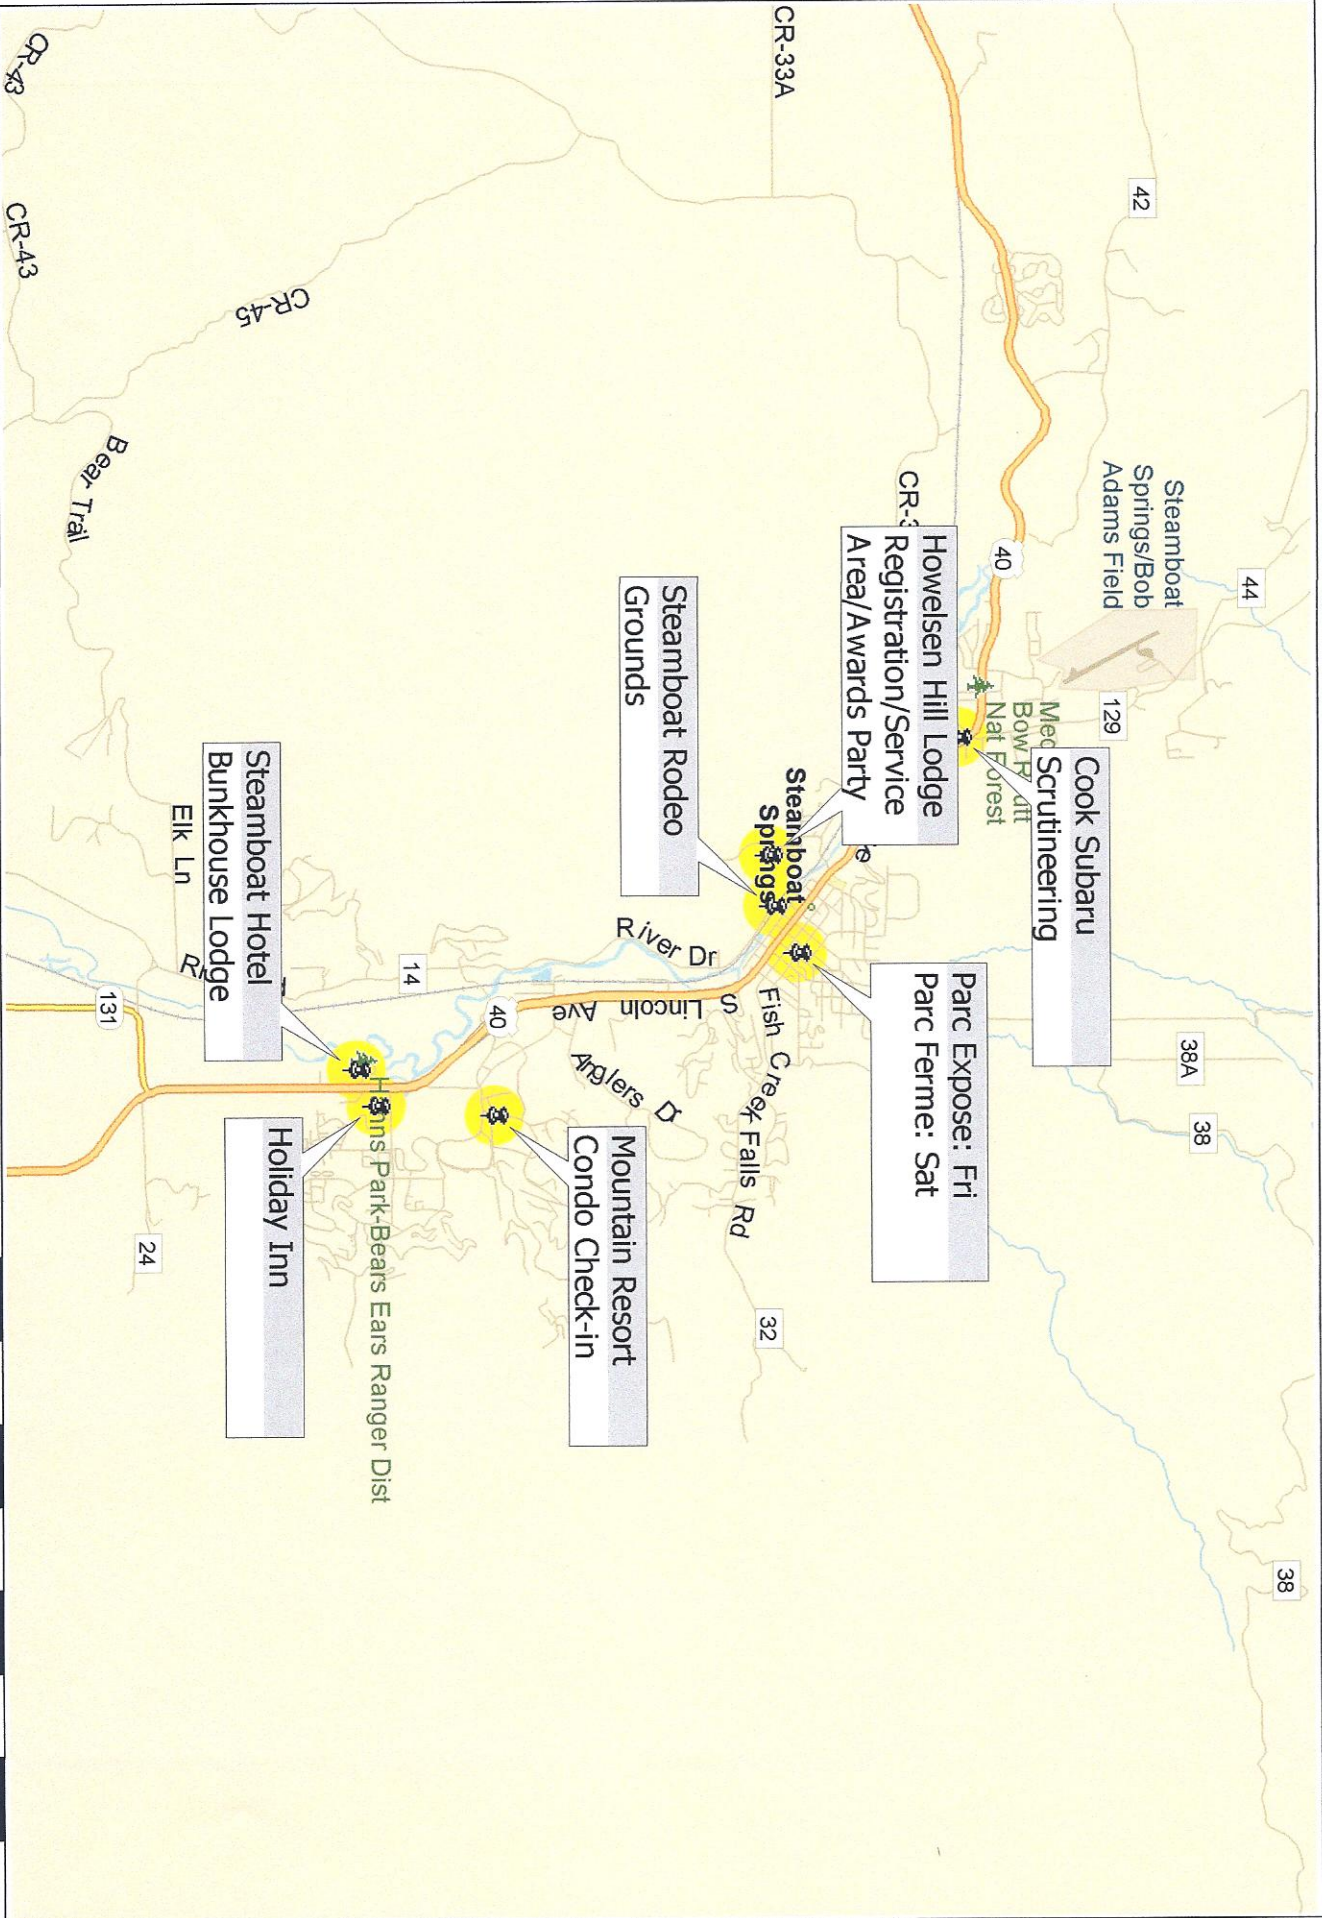 44
Steamboat
Springs/Bob
Adams Field
42
129
38
38A
38
Cook Subaru
Scrutineering
40
Nat Forest
Howelsen Hill Lodge
Registration/Service
Area/Awards Party
Parc Expose: Fri
Parc Ferme: Sat
CR-33A
Steamboat
Springs
Fish Creek Falls Rd
32
Steamboat Rodeo
Grounds
River Dr
S
Lincoln
Ave
Anglers Dr
Mountain Resort
Condo Check-in
40
14
CR-45
Park-Bears Ears Ranger Dist
Steamboat Hotel
Bunkhouse Lodge
Holiday Inn
Elk Ln
24
131
Bear Trail
CR-43
CR-43